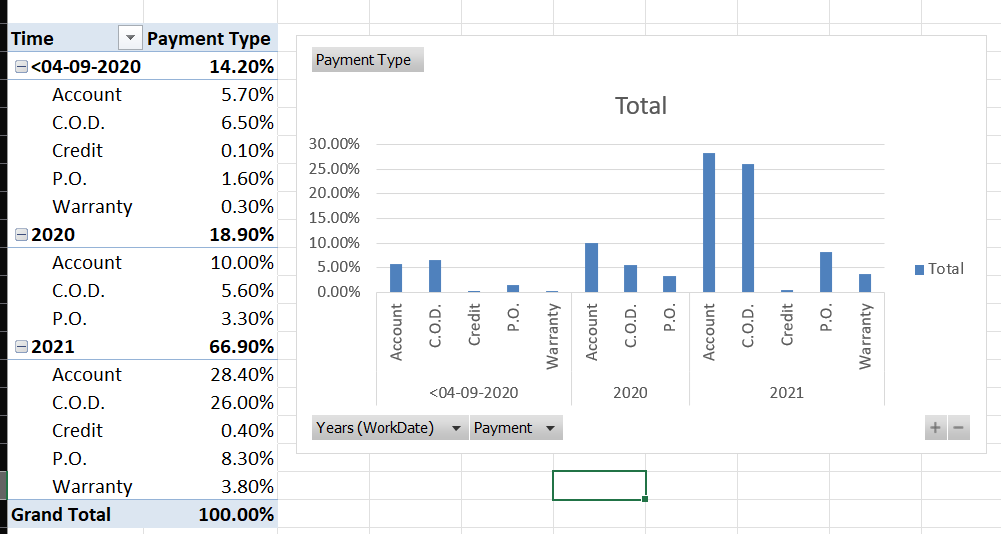 Time Payment Type
<04-09-2020 14.20%
Account 5.70%
C.O.D. 6.50%
Credit 0.10%
P.O. 1.60%
Warranty 0.30%
2020 18.90%
Account 10.00%
C.O.D. 5.60%
P.O. 3.30%
2021 66.90%
Account 28.40%
C.O.D. 26.00%
Credit 0.40%
P.O. 8.30%
Warranty 3.80%
Grand Total 100.00%
Payment Type
Total
30.00%
25.00%
20.00%
15.00%
10.00%
5.00%
0.00%
Account C.O.D. Credit P.O. Warranty Account C.O.D. P.O. Account C.O.D. Credit P.O. Warranty
<04-09-2020 2020 2021
Total
Years (WorkDate) Payment